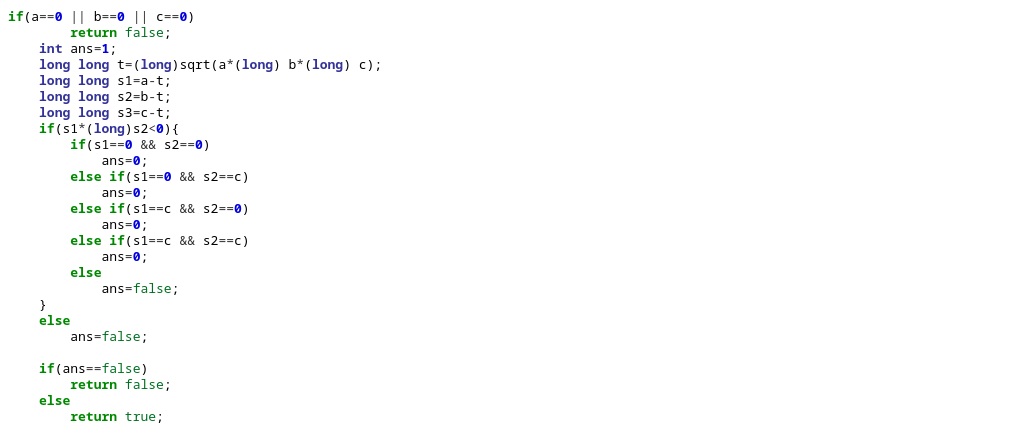 if(a==0 || b==0 || c==0)
        return false;
    int ans=1;
    long long t=(long)sqrt(a*(long) b*(long) c);
    long long s1=a-t;
    long long s2=b-t;
    long long s3=c-t;
    if(s1*(long)s2<0){
        if(s1==0 && s2==0)
            ans=0;
        else if(s1==0 && s2==c)
            ans=0;
        else if(s1==c && s2==0)
            ans=0;
        else if(s1==c && s2==c)
            ans=0;
        else
            ans=false;
    }
    else
        ans=false;

    if(ans==false)
        return false;
    else
        return true;